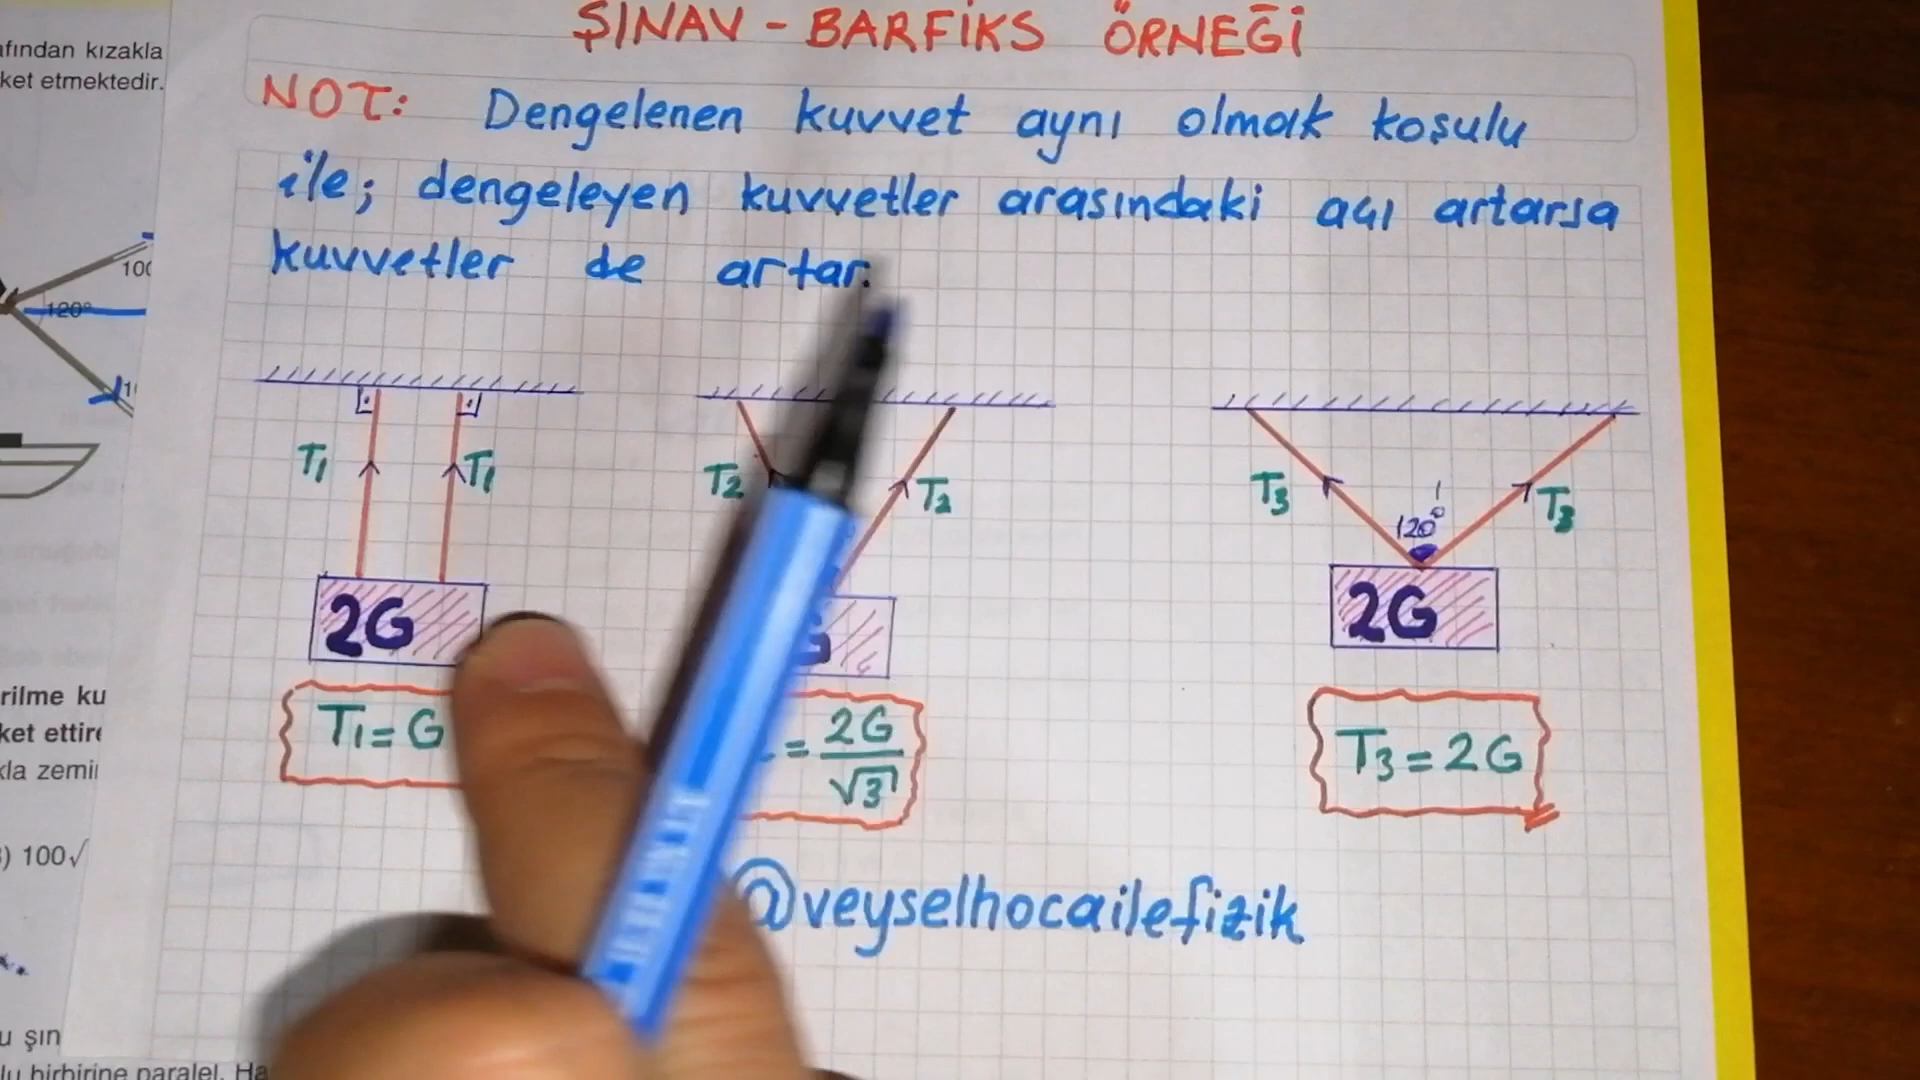 ŞINAV - BARFİKS ÖRNEĞİ
NOT: Dengelenen kuvvet aynı olmak koşulu
ile; dengeleyen kuvvetler arasındaki açı artarsa
kuvvetler de artar.
T1 T1 T2 T2 T3 120° T3
2G 2G
T1 = G = 2G/√3 T3 = 2G
@veyselhocailefizik
afından kızakla
ket etmektedir.
100
120°
rilme ku
ket ettire
kla zemin
) 100√
u şın
lu birbirine paralel. Ha